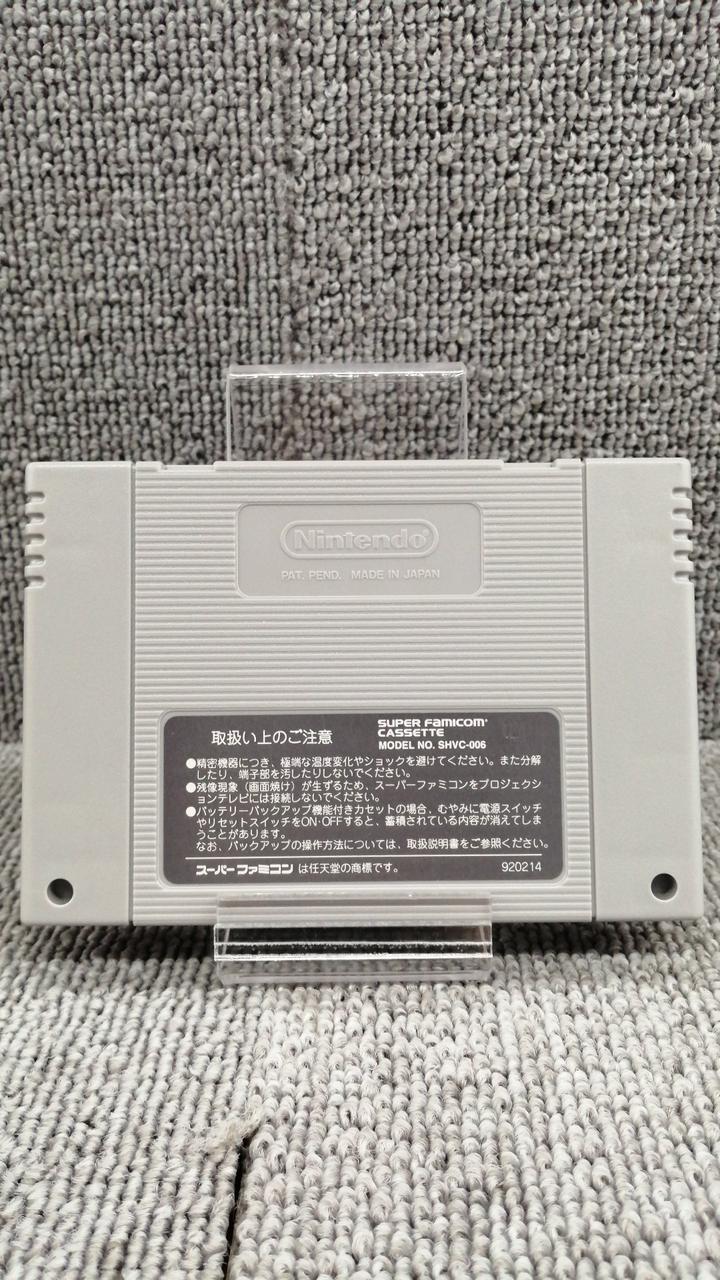 Nintendo®
PAT. PEND. MADE IN JAPAN
取扱い上のご注意
SUPER FAMICOM®
CASSETTE
MODEL NO. SHVC-006
●精密機器につき、極端な温度変化やショックを避けてください。また分解
したり、端子部を汚したりしないでください。
●残像現象（画面焼け）が生ずるため、スーパーファミコンをプロジェクシ
ョンテレビには接続しないでください。
●バッテリーバックアップ機能付きカセットの場合、むやみに電源スイッチ
やリセットスイッチをON·OFFすると、蓄積されている内容が消えてしま
うことがあります。
なお、バックアップの操作方法については、取扱説明書をご参照ください。
スーパーファミコン は任天堂の商標です。
920214